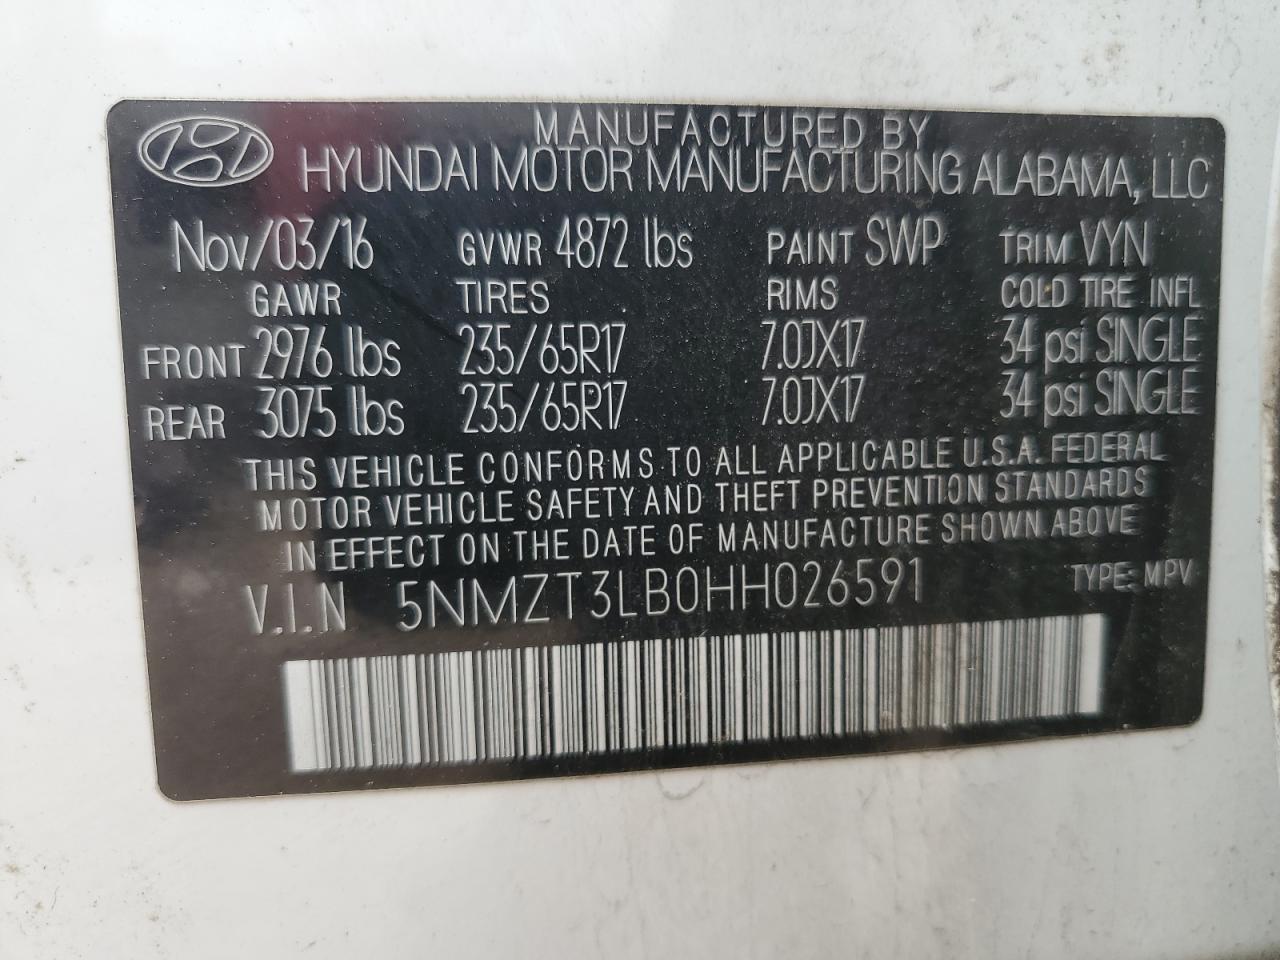 MANUFACTURED BY
HYUNDAI MOTOR MANUFACTURING ALABAMA, LLC
Nov/03/16 GVWR 4872 lbs PAINT SWP TRIM VYN
GAWR TIRES RIMS COLD TIRE INFL
FRONT 2976 lbs 235/65R17 7.0JX17 34 psi SINGLE
REAR 3075 lbs 235/65R17 7.0JX17 34 psi SINGLE
THIS VEHICLE CONFORMS TO ALL APPLICABLE U.S.A. FEDERAL
MOTOR VEHICLE SAFETY AND THEFT PREVENTION STANDARDS
IN EFFECT ON THE DATE OF MANUFACTURE SHOWN ABOVE
V.I.N 5NMZT3LB0HH026591 TYPE: MPV